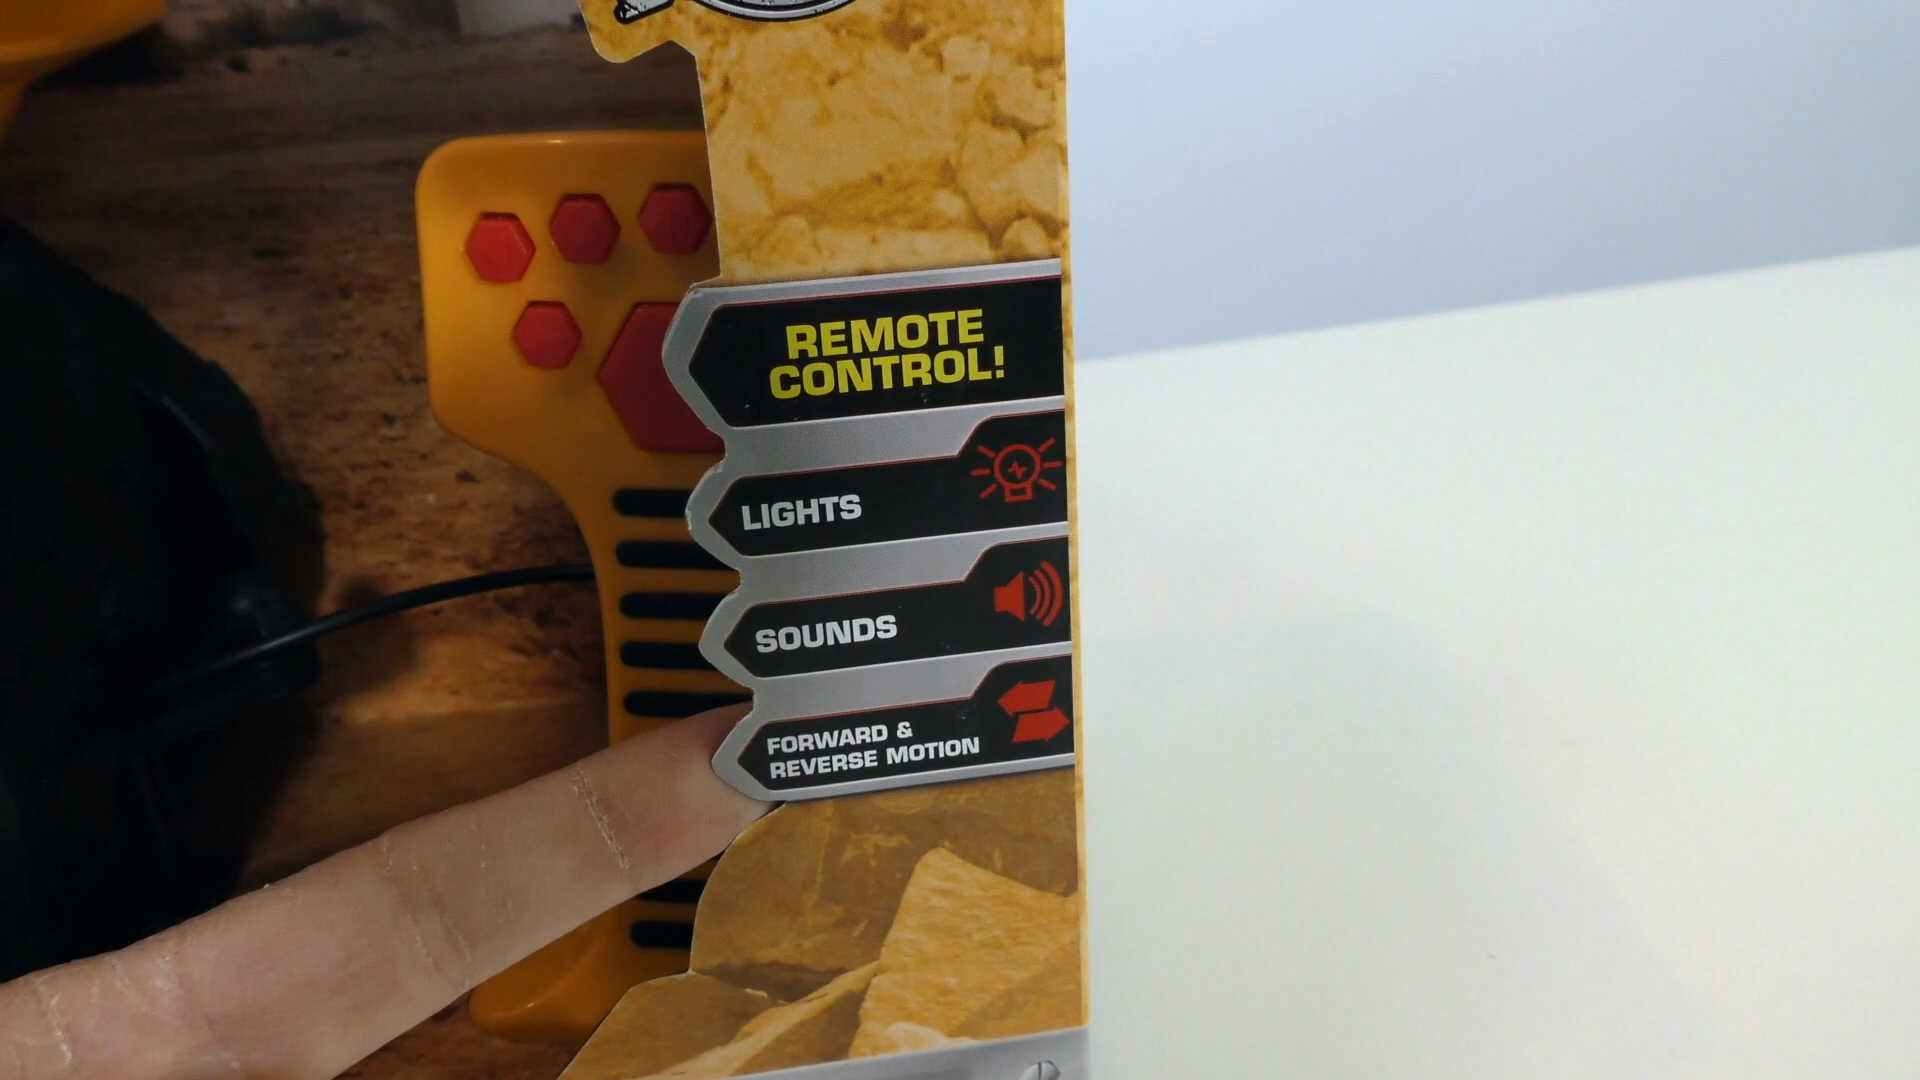 REMOTE
CONTROL!
LIGHTS
SOUNDS
FORWARD &
REVERSE MOTION